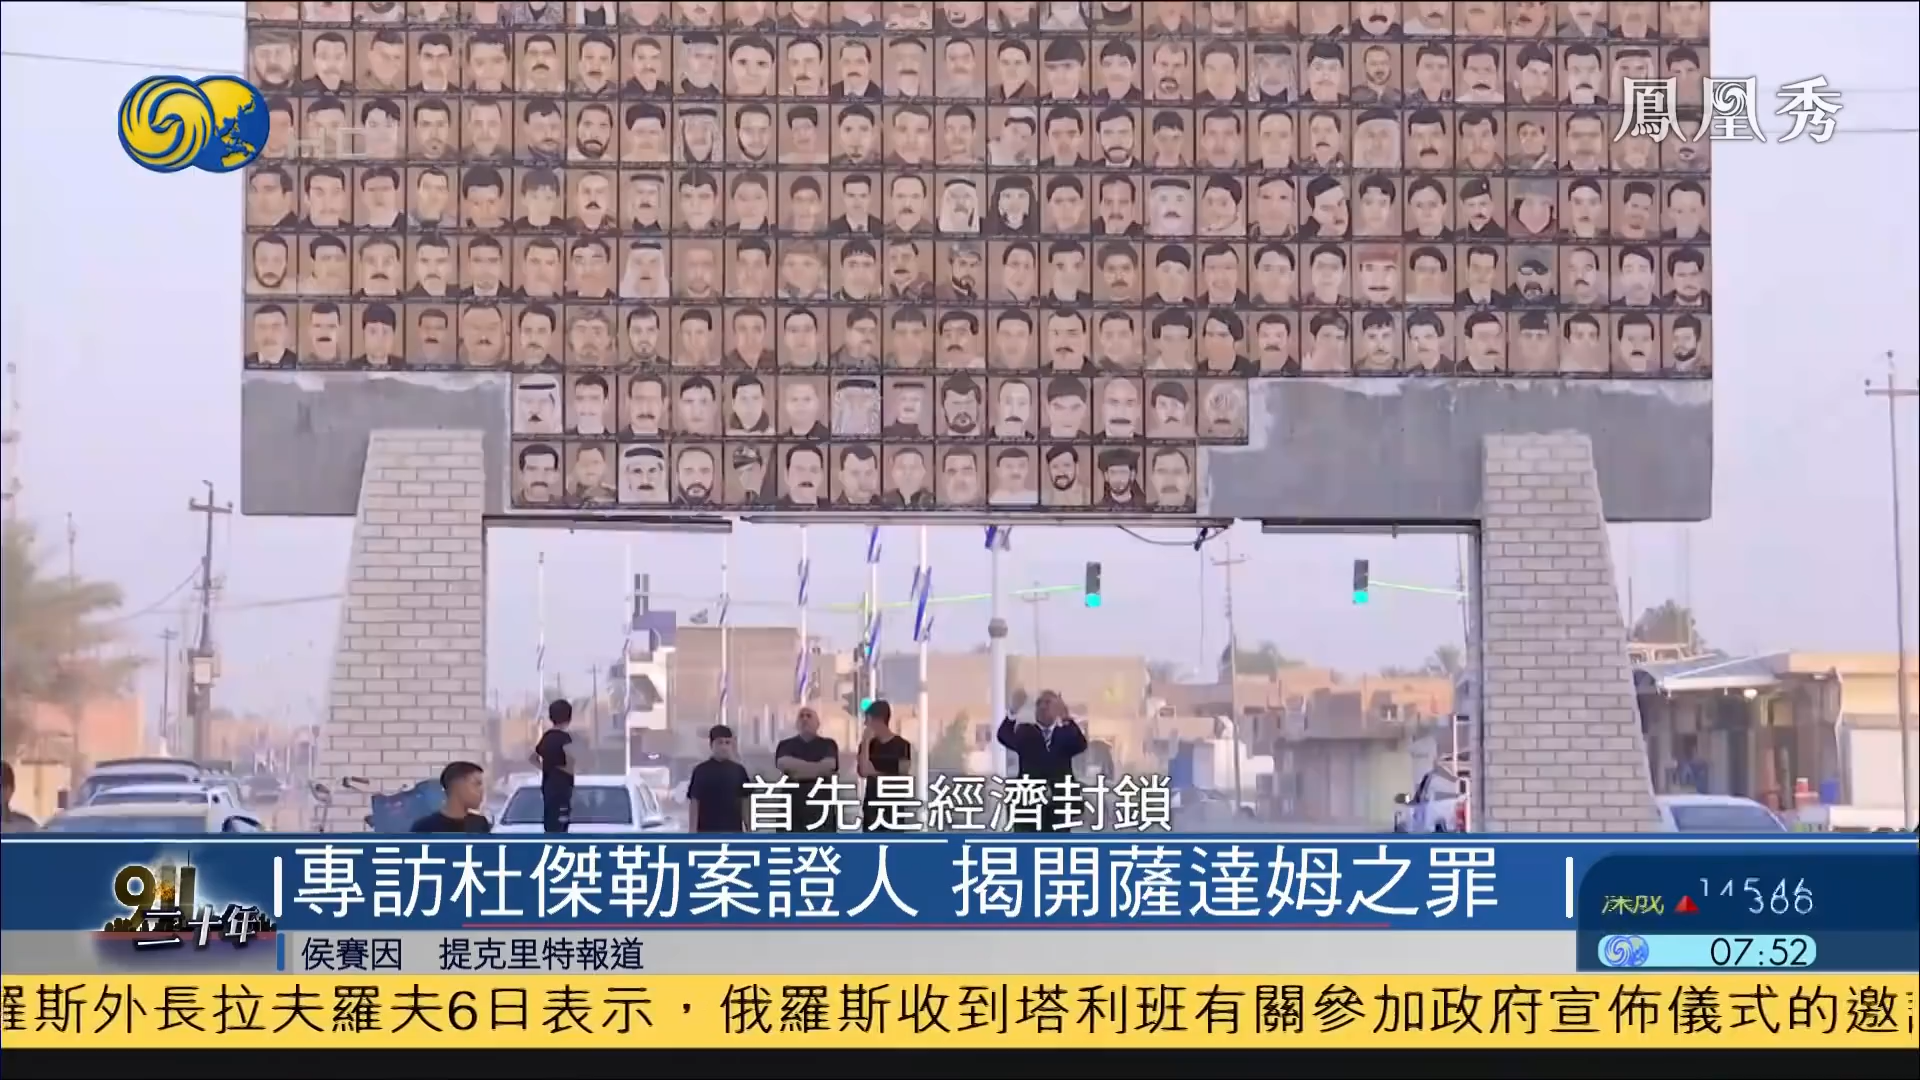 鳳凰秀
首先是經濟封鎖
專訪杜傑勒案證人 揭開薩達姆之罪
911
二十年
侯賽因 提克里特報道
深成
07:52
羅斯外長拉夫羅夫6日表示，俄羅斯收到塔利班有關參加政府宣佈儀式的邀